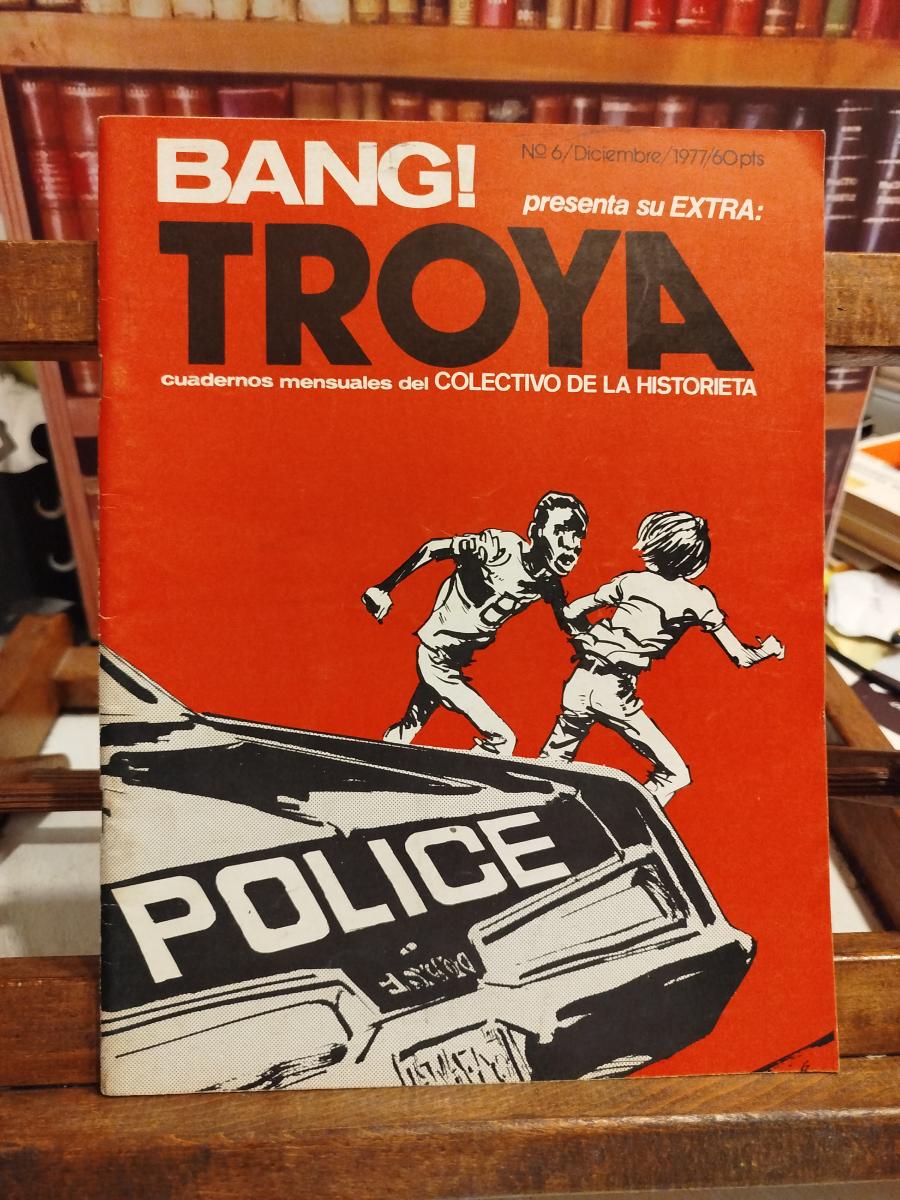 BANG!
Nº 6/Diciembre/1977/60 pts
presenta su EXTRA:
TROYA
cuadernos mensuales del COLECTIVO DE LA HISTORIETA
POLICE